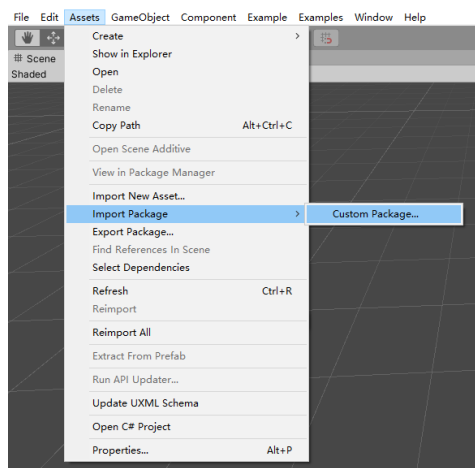 File Edit Assets GameObject Component Example Examples Window Help
Scene
Shaded
Create
Show in Explorer
Open
Delete
Rename
Copy Path Alt+Ctrl+C
Open Scene Additive
View in Package Manager
Import New Asset...
Import Package Custom Package...
Export Package...
Find References In Scene
Select Dependencies
Refresh Ctrl+R
Reimport
Reimport All
Extract From Prefab
Run API Updater...
Update UXML Schema
Open C# Project
Properties... Alt+P